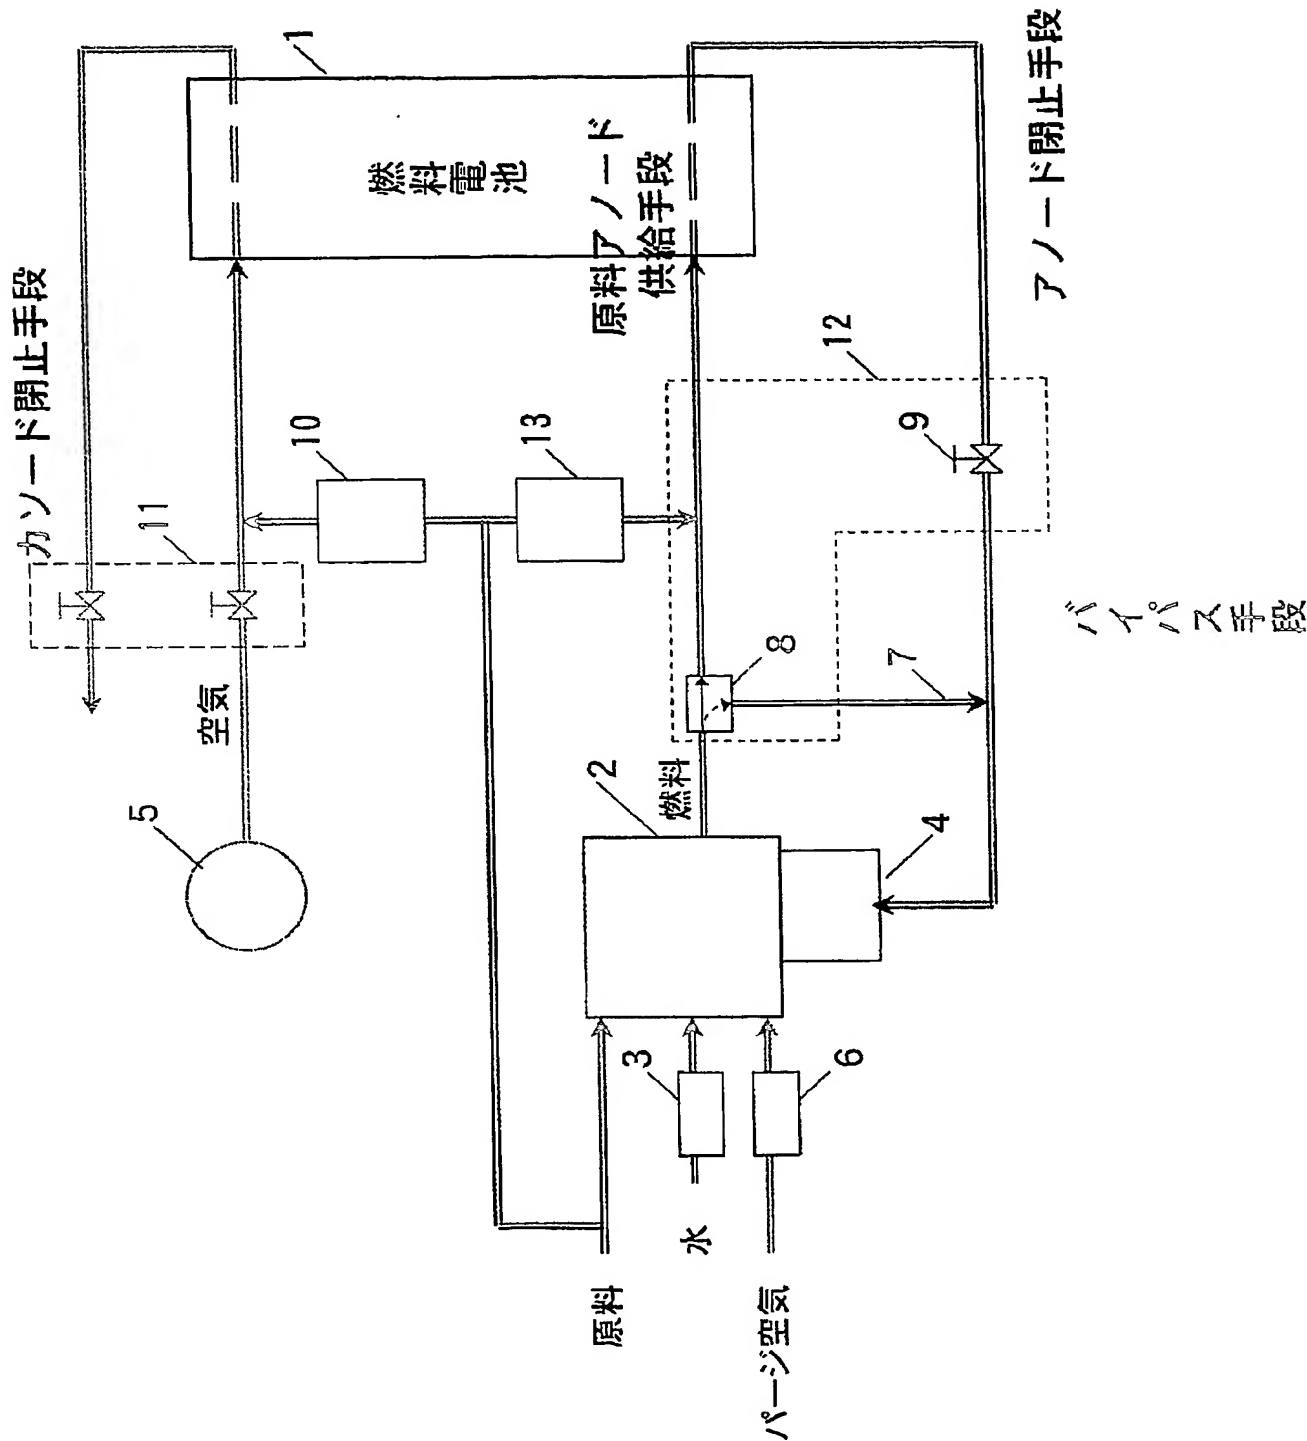 カソード閉止手段
11
空気
5
1
燃料電池
原料アノード
供給手段
10
13
12
9
アノード閉止手段
8
7
バイパス手段
燃料
2
4
3
6
原料
水
パージ空気